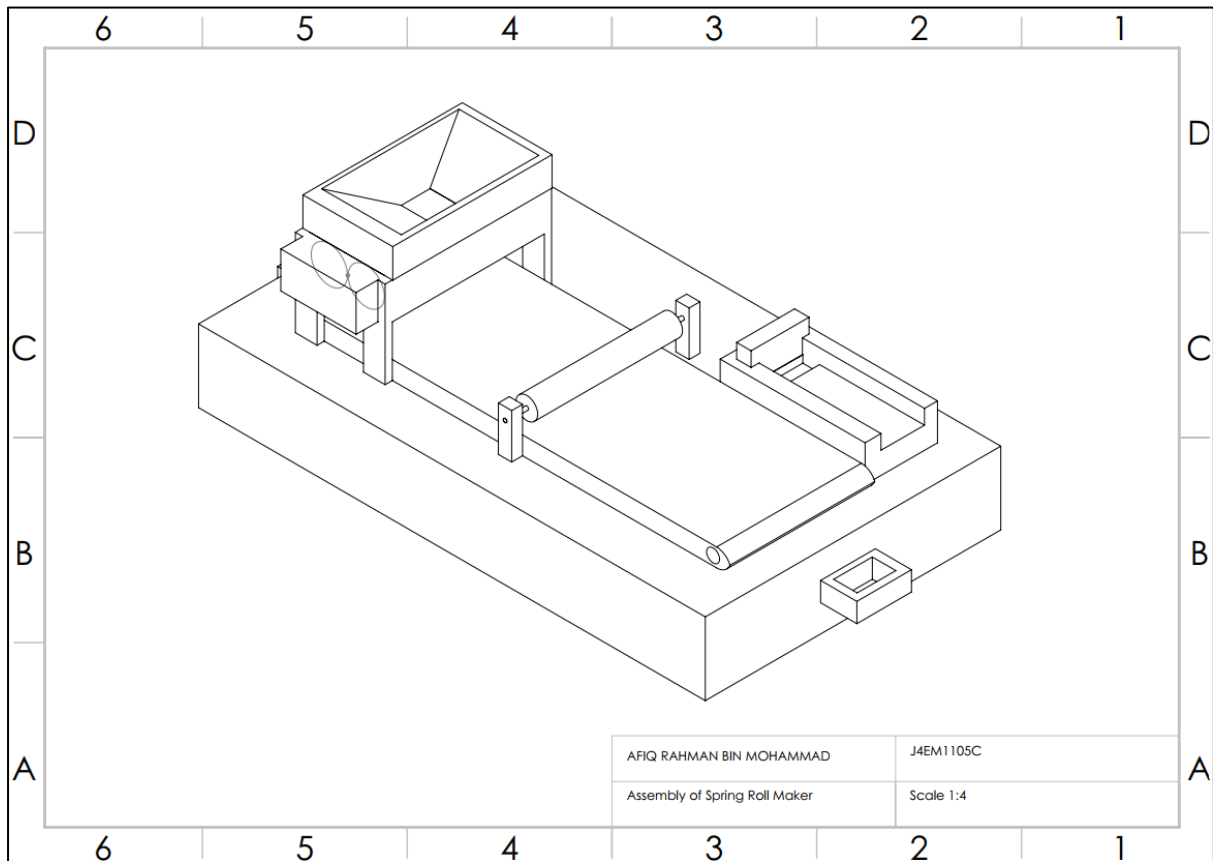 6 5 4 3 2 1
D D
C C
B B
AFIQ RAHMAN BIN MOHAMMAD J4EM1105C
A A
Assembly of Spring Roll Maker Scale 1:4
6 5 4 3 2 1